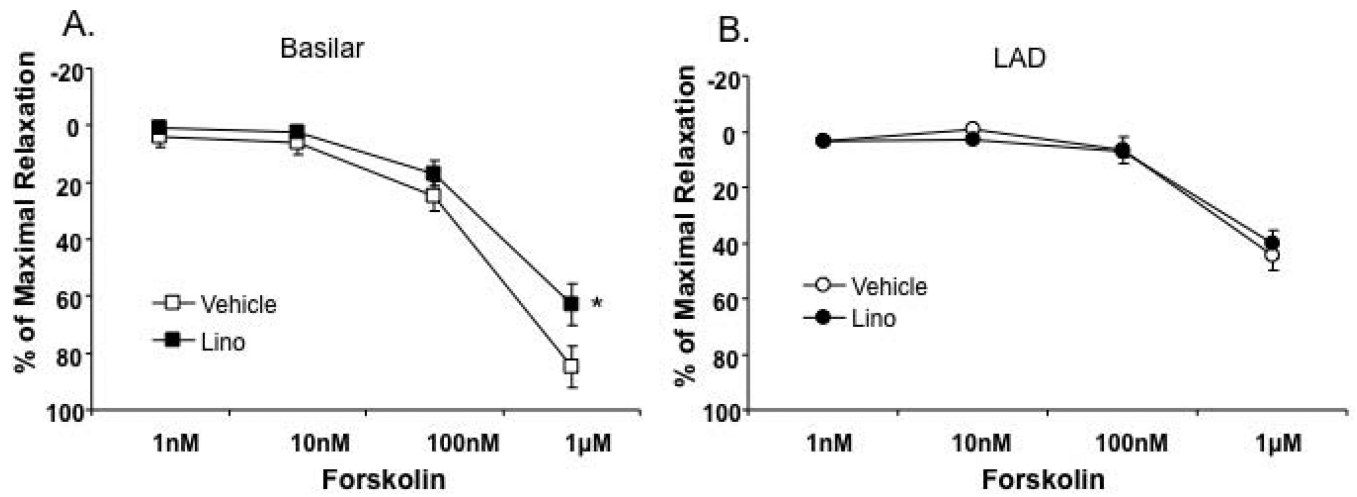 A.
Basilar
% of Maximal Relaxation
-20
0
20
40
60
80
100
Vehicle
Lino
*
1nM 10nM 100nM 1μM
Forskolin
B.
LAD
% of Maximal Relaxation
-20
0
20
40
60
80
100
Vehicle
Lino
1nM 10nM 100nM 1μM
Forskolin